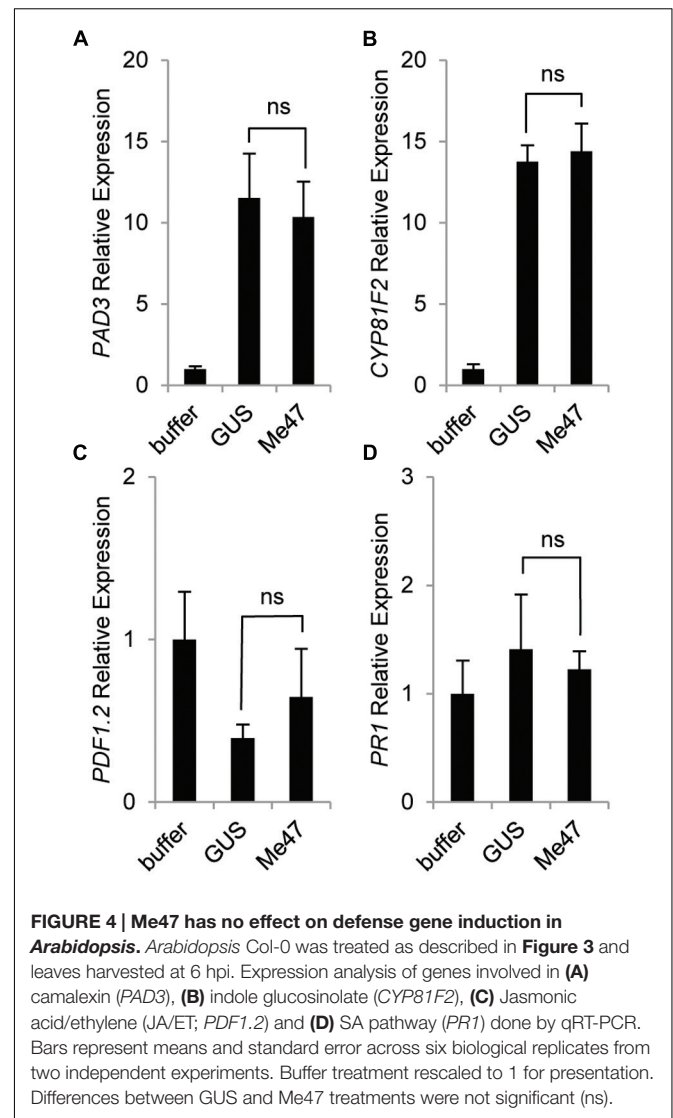 A
PAD3 Relative Expression
20
15
10
5
0
ns
buffer
GUS
Me47
B
CYP81F2 Relative Expression
20
15
10
5
0
ns
buffer
GUS
Me47
C
PDF1.2 Relative Expression
2
1
0
ns
buffer
GUS
Me47
D
PR1 Relative Expression
3
2
1
0
ns
buffer
GUS
Me47
FIGURE 4 | Me47 has no effect on defense gene induction in
Arabidopsis. Arabidopsis Col-0 was treated as described in Figure 3 and
leaves harvested at 6 hpi. Expression analysis of genes involved in (A)
camalexin (PAD3), (B) indole glucosinolate (CYP81F2), (C) Jasmonic
acid/ethylene (JA/ET; PDF1.2) and (D) SA pathway (PR1) done by qRT-PCR.
Bars represent means and standard error across six biological replicates from
two independent experiments. Buffer treatment rescaled to 1 for presentation.
Differences between GUS and Me47 treatments were not significant (ns).